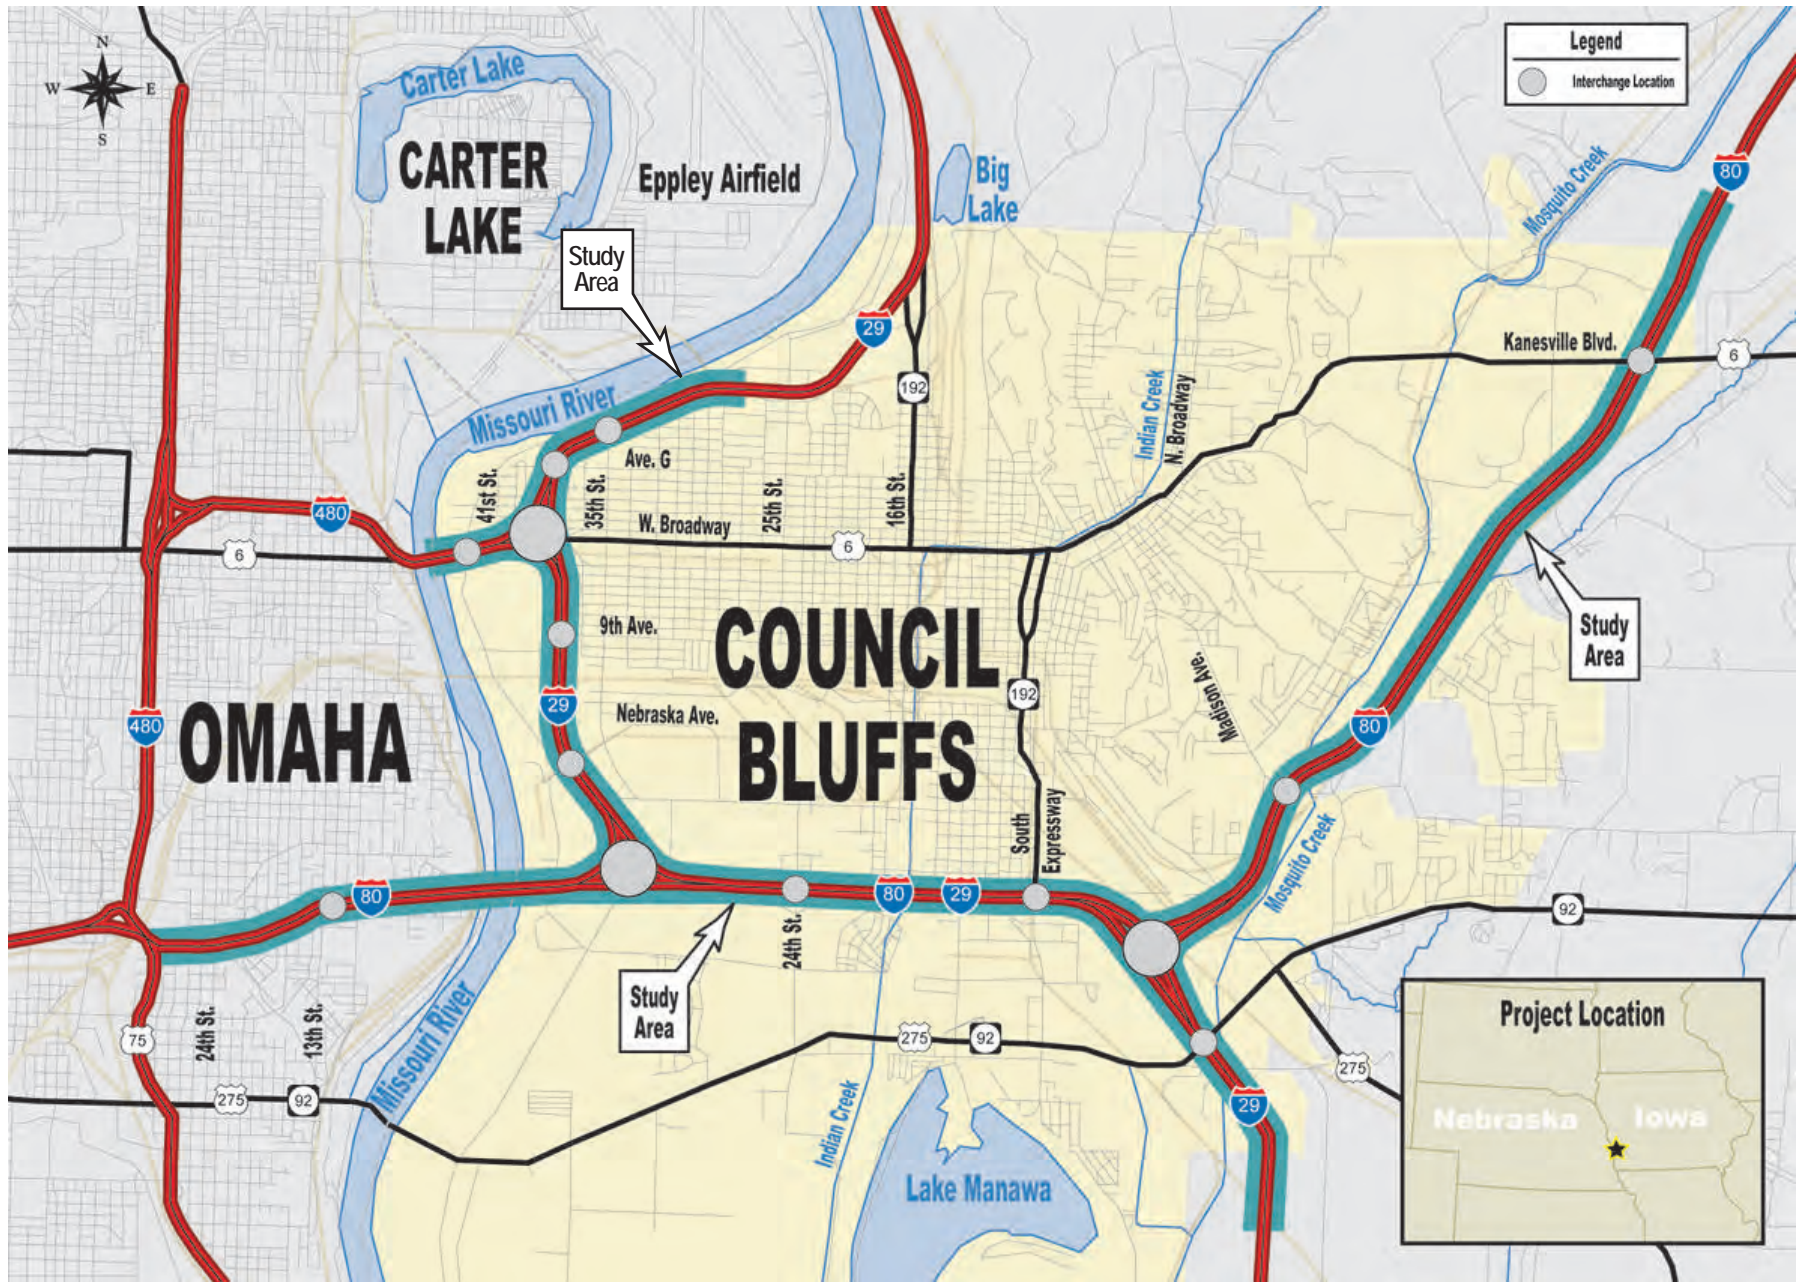 N
W
E
S
Carter Lake
CARTER
LAKE
Eppley Airfield
Big
Lake
Legend
Interchange Location
80
Mosquito Creek
Study
Area
29
192
Kanesville Blvd.
6
Missouri River
Indian Creek
N. Broadway
Ave. G
41st St.
35th St.
25th St.
16th St.
480
W. Broadway
6
6
9th Ave.
COUNCIL
BLUFFS
Study
Area
192
Madison Ave.
29
Nebraska Ave.
480
OMAHA
80
South
Expressway
Mosquito Creek
80
80
29
24th St.
92
Study
Area
Missouri River
75
24th St.
13th St.
275
92
275
275
92
29
Indian Creek
Lake Manawa
Project Location
Nebraska
Iowa